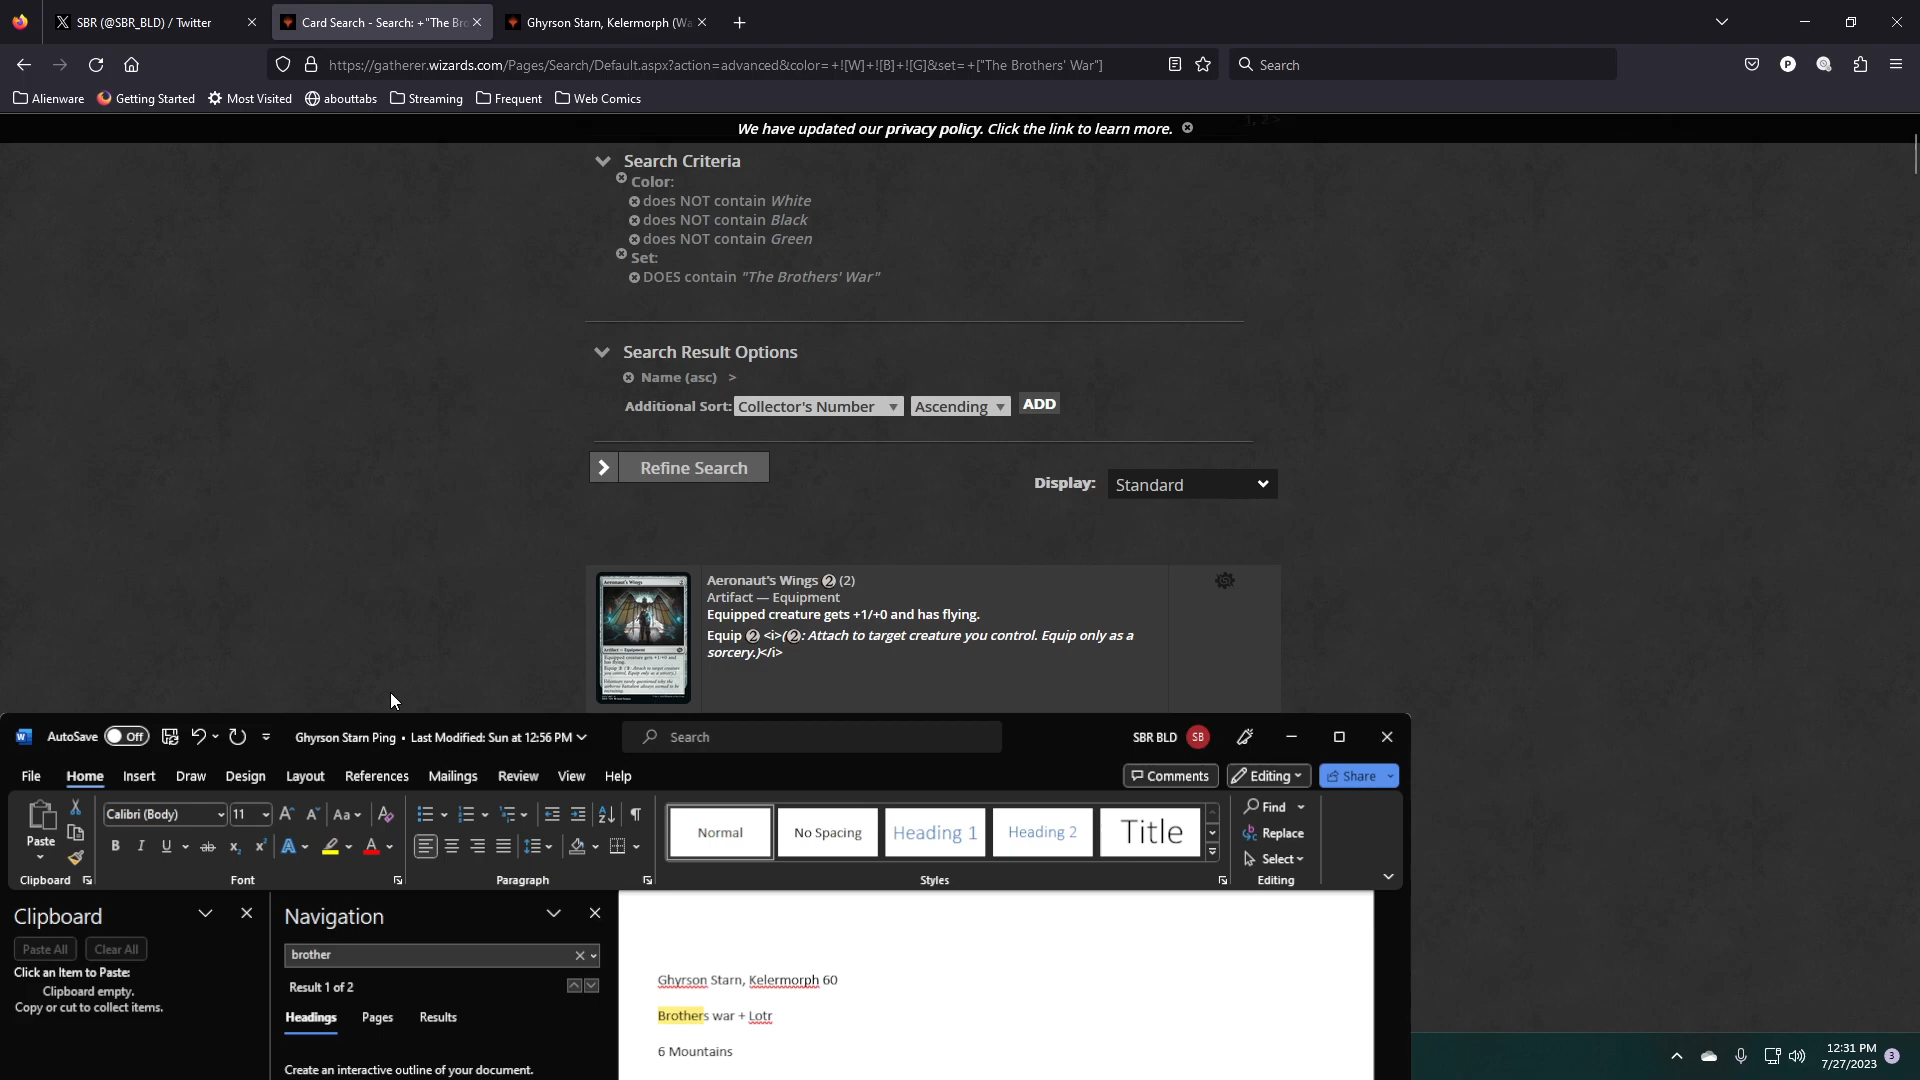 SBR (@SBR_BLD) / Twitter
Card Search - Search: +"The Bro
Ghyrson Starn, Kelermorph (Wa
https://gatherer.wizards.com/Pages/Search/Default.aspx?action=advanced&color=+![W]+![B]+![G]&set=+["The Brothers' War"]
Search
Alienware
Getting Started
Most Visited
abouttabs
Streaming
Frequent
Web Comics
We have updated our privacy policy. Click the link to learn more.
Search Criteria
Color:
does NOT contain White
does NOT contain Black
does NOT contain Green
Set:
DOES contain "The Brothers' War"
Search Result Options
Name (asc) >
Additional Sort: Collector's Number Ascending ADD
Refine Search
Display: Standard
Aeronaut's Wings 2 (2)
Artifact — Equipment
Equipped creature gets +1/+0 and has flying.
Equip 2 <i>(2: Attach to target creature you control. Equip only as a
sorcery.)</i>
AutoSave Off
Ghyrson Starn Ping • Last Modified: Sun at 12:56 PM
Search
SBR BLD SB
File Home Insert Draw Design Layout References Mailings Review View Help
Comments Editing Share
Paste
Clipboard
Calibri (Body) 11
Font
Paragraph
Normal
No Spacing
Heading 1
Heading 2
Title
Styles
Find
Replace
Select
Editing
Clipboard
Paste All Clear All
Click an Item to Paste:
Clipboard empty.
Copy or cut to collect items.
Navigation
brother
Result 1 of 2
Headings Pages Results
Create an interactive outline of your document.
Ghyrson Starn, Kelermorph 60
Brothers war + Lotr
6 Mountains
12:31 PM
7/27/2023
3